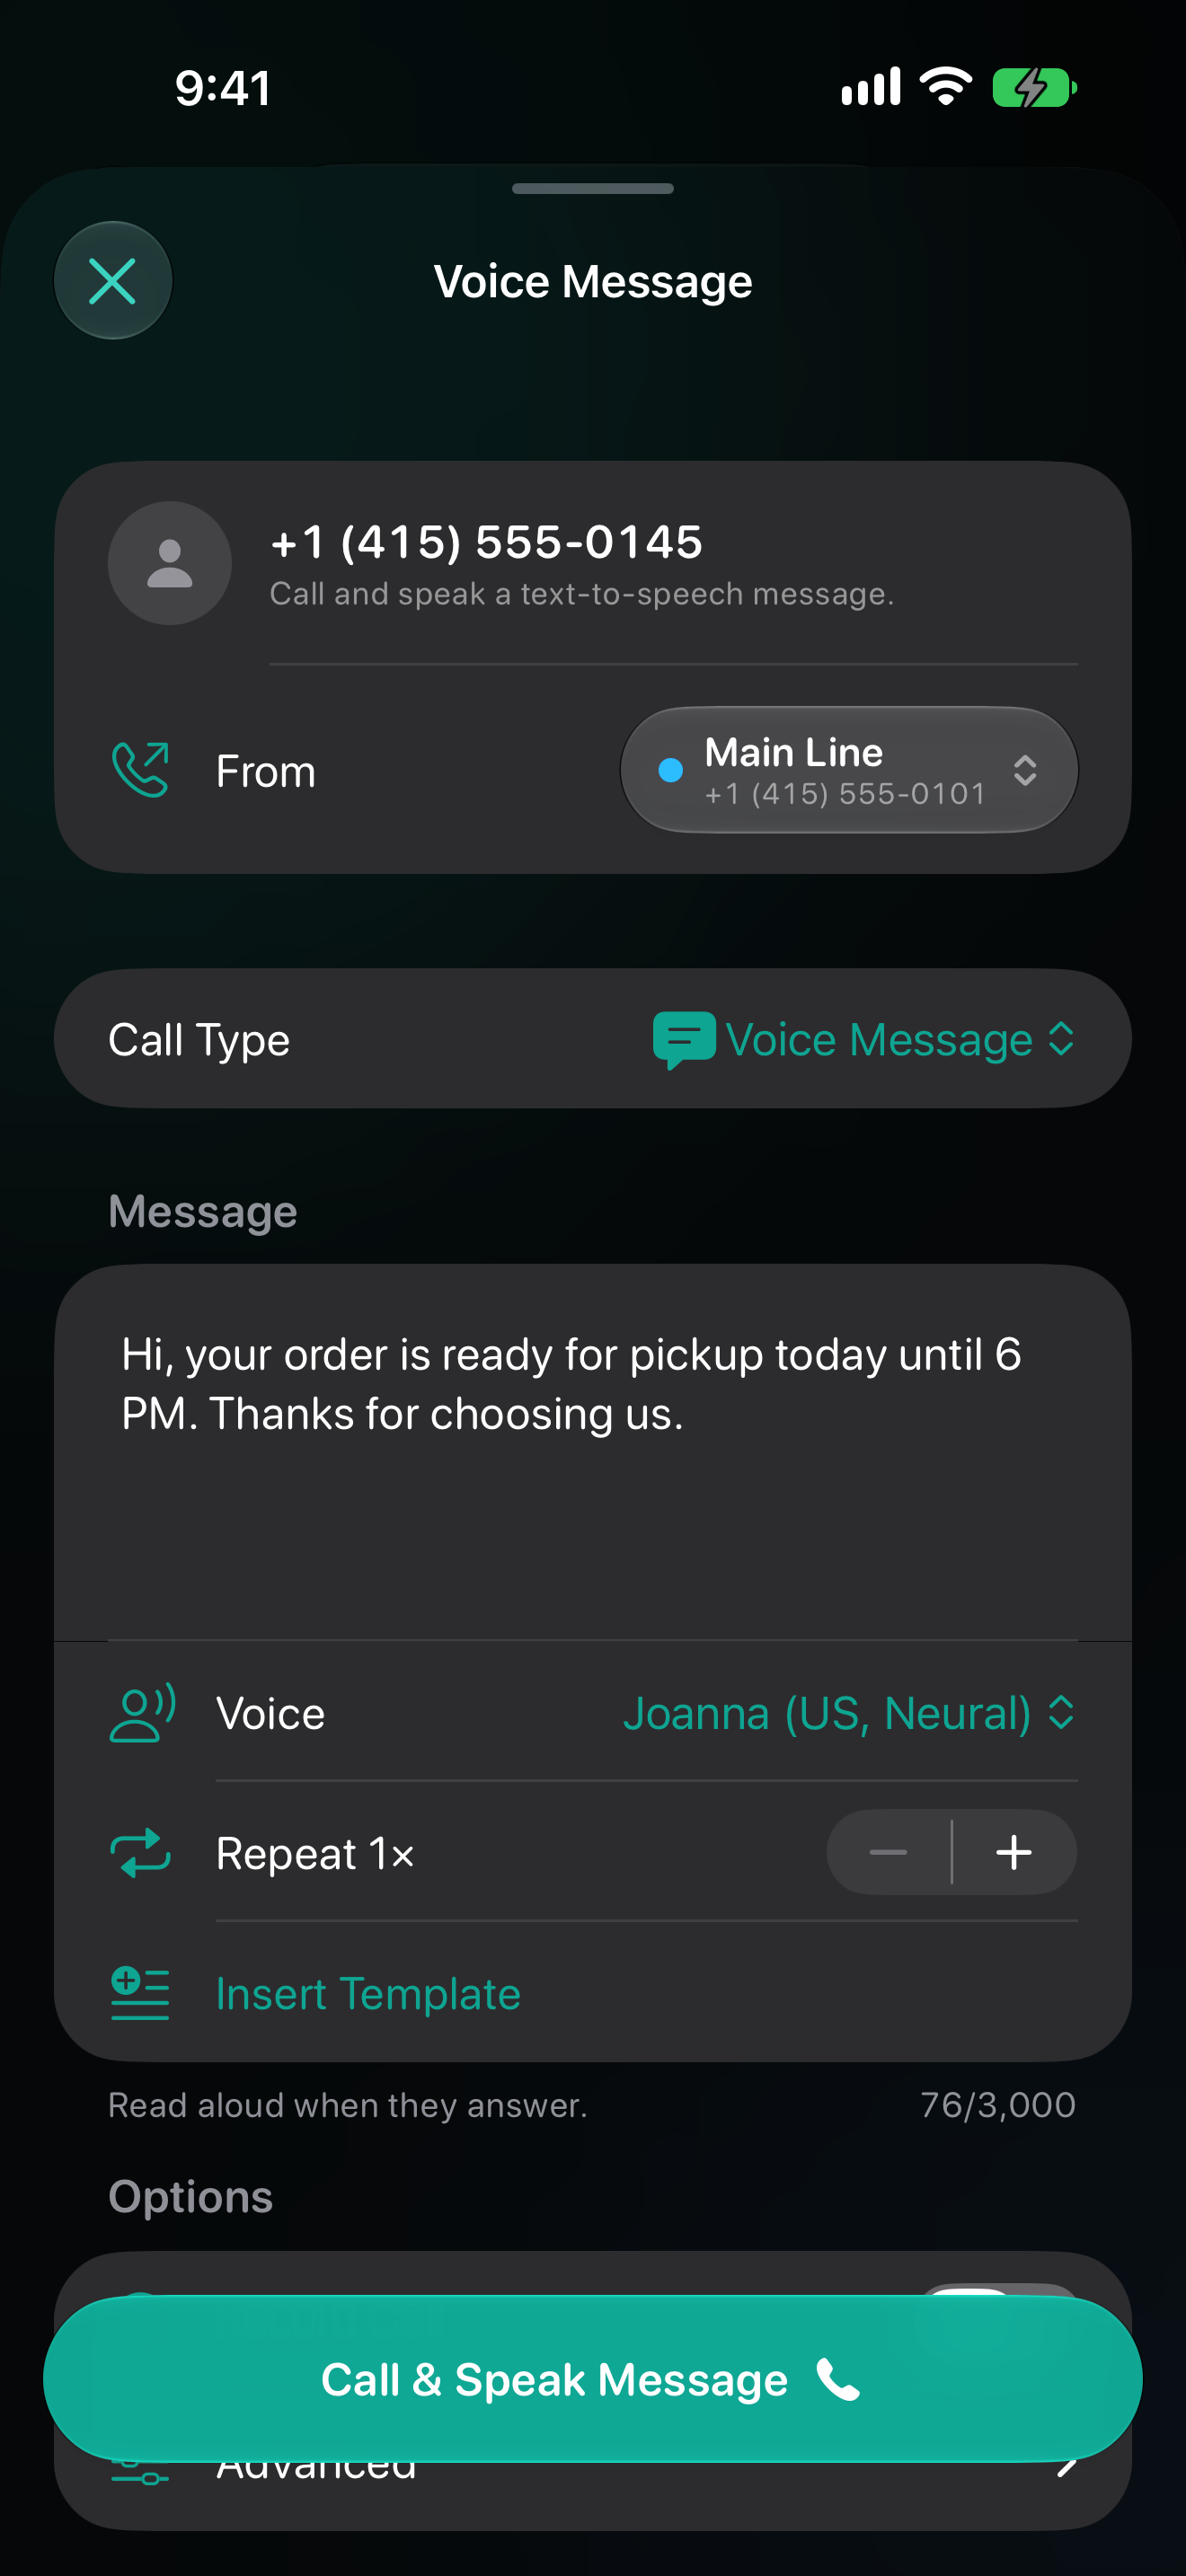 9:41
Voice Message
+1 (415) 555-0145
Call and speak a text-to-speech message.
From
Main Line
+1 (415) 555-0101
Call Type
Voice Message
Message
Hi, your order is ready for pickup today until 6
PM. Thanks for choosing us.
Voice
Joanna (US, Neural)
Repeat 1×
Insert Template
Read aloud when they answer.
76/3,000
Options
Call & Speak Message
Advanced